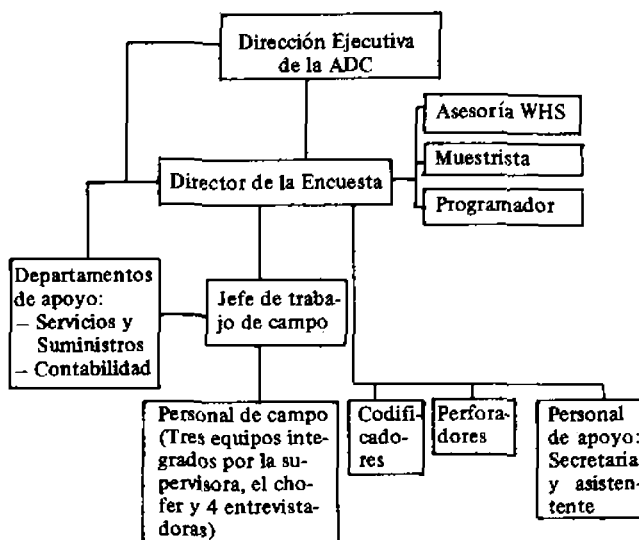 Dirección Ejecutiva
de la ADC
Asesoría WHS
Muestrista
Programador
Director de la Encuesta
Departamentos
de apoyo:
– Servicios y
Suministros
– Contabilidad
Jefe de traba-
jo de campo
Personal de campo
(Tres equipos inte-
grados por la su-
pervisora, el cho-
fer y 4 entrevista-
doras)
Codifi-
cadores
Perfora-
dores
Personal
de apoyo:
Secretaria
y asisten-
tente